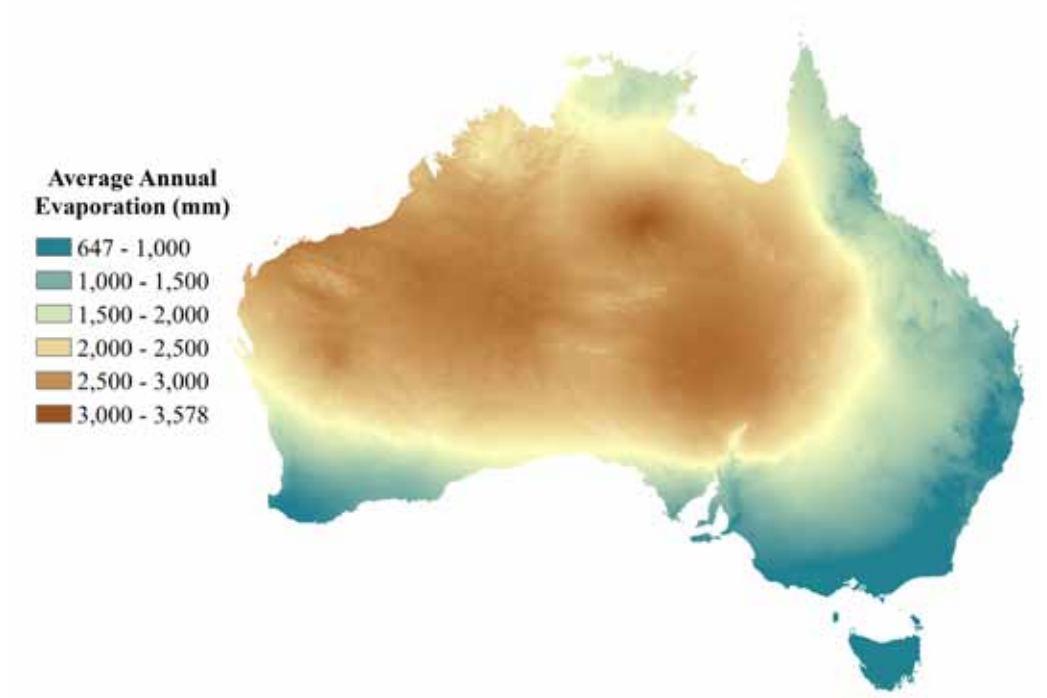 Average Annual
Evaporation (mm)
647 - 1,000
1,000 - 1,500
1,500 - 2,000
2,000 - 2,500
2,500 - 3,000
3,000 - 3,578